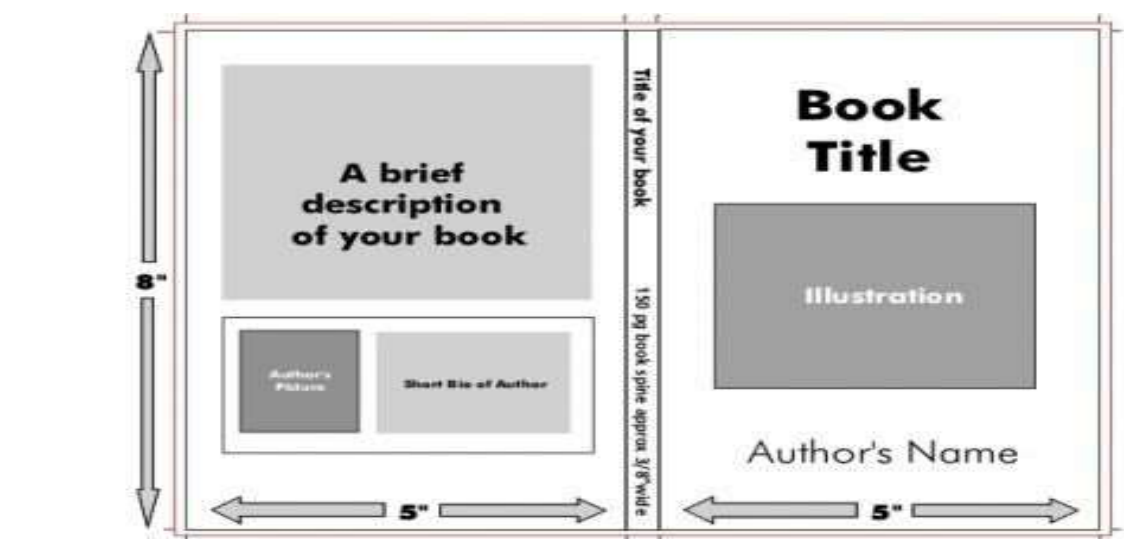 8"
A brief
description
of your book
Author's
Picture
Short Bio of Author
5"
Title of your book
150 pg book spine approx 3/8"wide
Book
Title
Illustration
Author's Name
5"